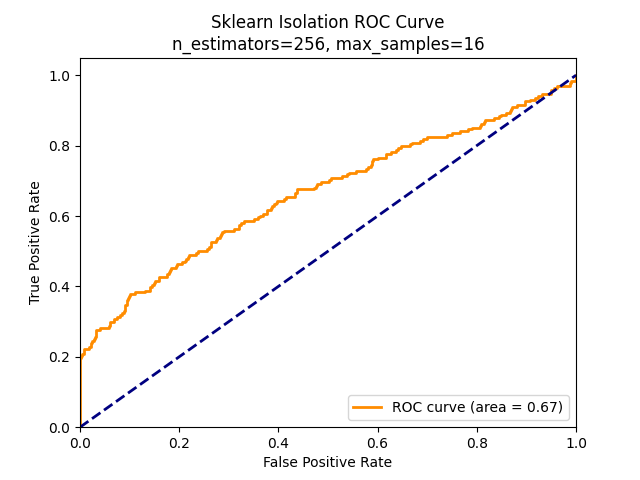 Sklearn Isolation ROC Curve
n_estimators=256, max_samples=16
1.0
0.8
0.6
0.4
0.2
0.0
True Positive Rate
ROC curve (area = 0.67)
0.0 0.2 0.4 0.6 0.8 1.0
False Positive Rate